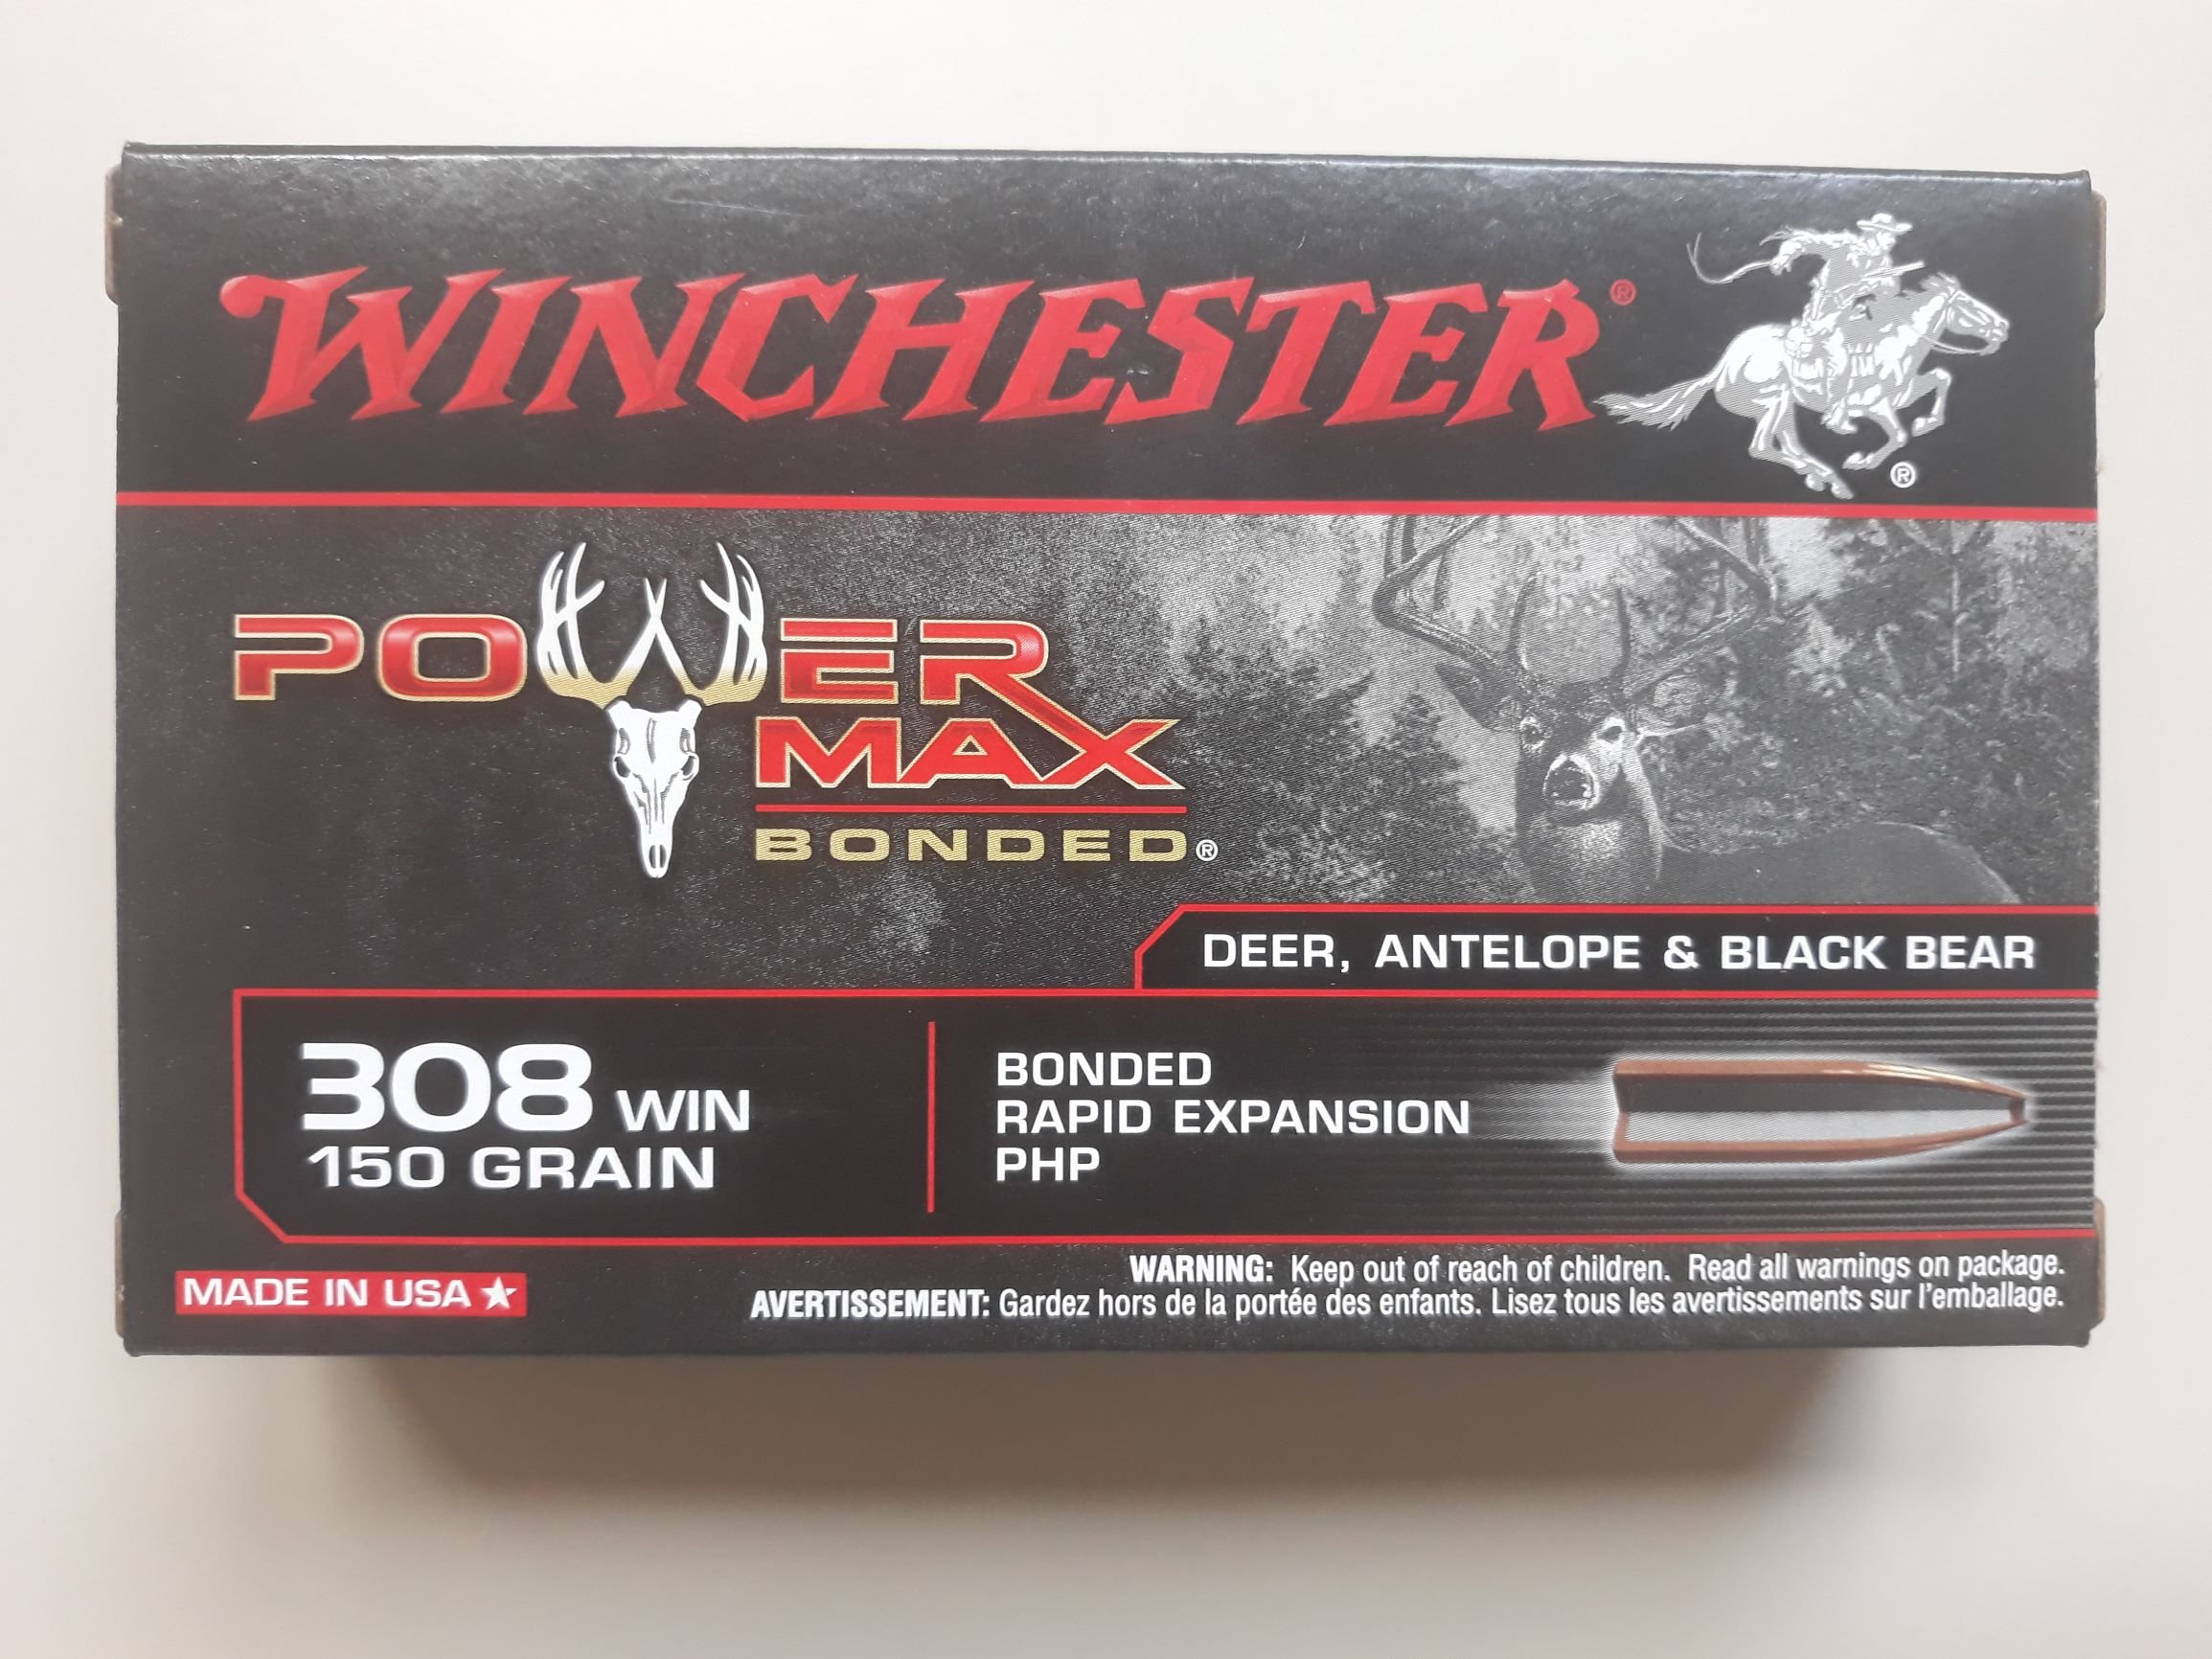 WINCHESTER®
®
POWER
MAX
BONDED®
DEER, ANTELOPE & BLACK BEAR
308 WIN
150 GRAIN
BONDED
RAPID EXPANSION
PHP
MADE IN USA ★
WARNING: Keep out of reach of children. Read all warnings on package.
AVERTISSEMENT: Gardez hors de la portée des enfants. Lisez tous les avertissements sur l'emballage.